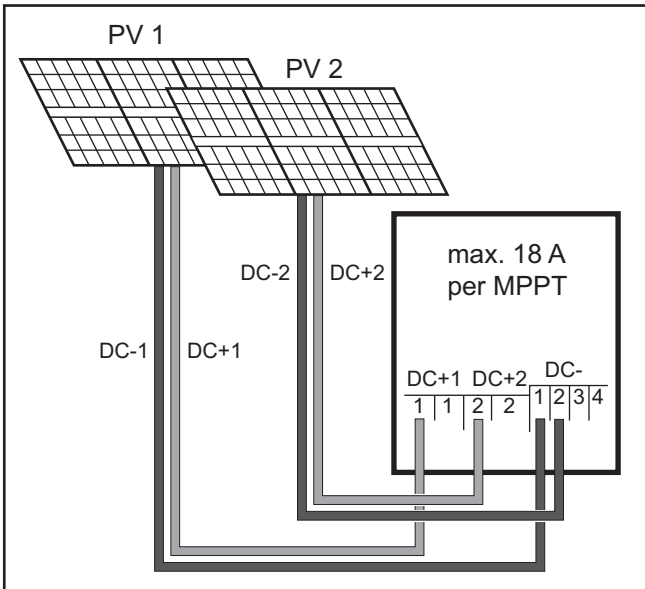 PV 1
PV 2
max. 18 A
per MPPT
DC-2
DC+2
DC-1
DC+1
DC+1 DC+2 DC-
1 1 2 2 1 2 3 4